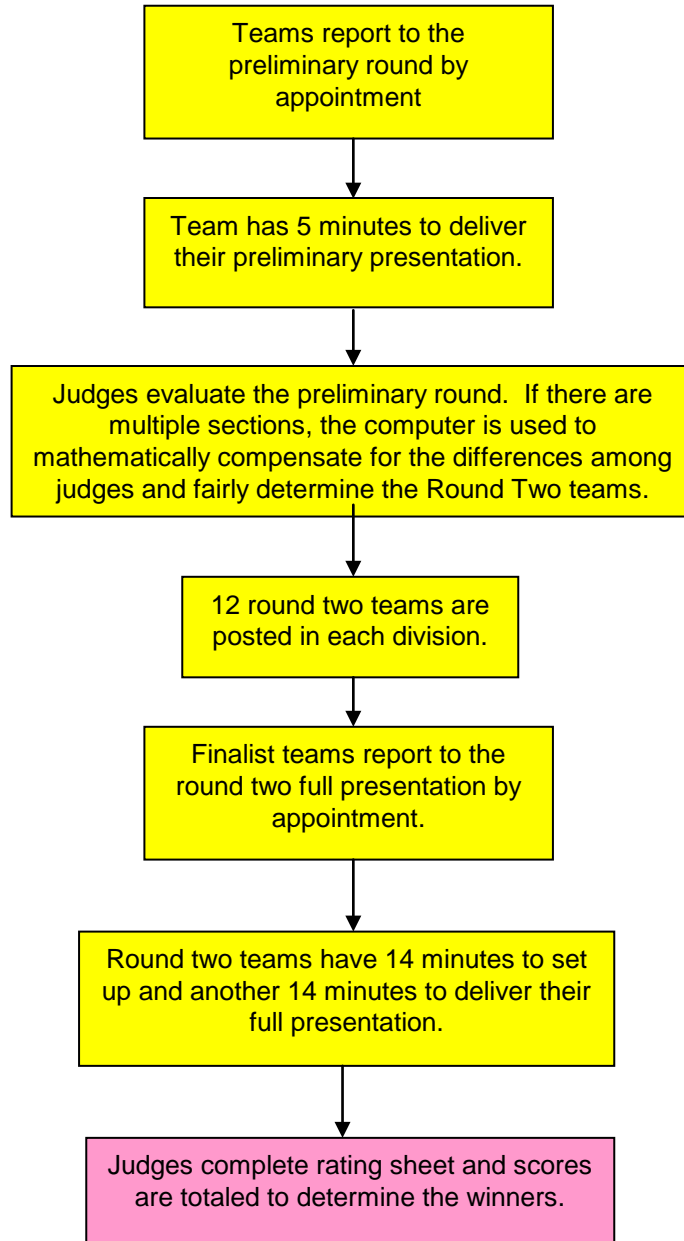 Teams report to the
preliminary round by
appointment
Team has 5 minutes to deliver
their preliminary presentation.
Judges evaluate the preliminary round.  If there are
multiple sections, the computer is used to
mathematically compensate for the differences among
judges and fairly determine the Round Two teams.
12 round two teams are
posted in each division.
Finalist teams report to the
round two full presentation by
appointment.
Round two teams have 14 minutes to set
up and another 14 minutes to deliver their
full presentation.
Judges complete rating sheet and scores
are totaled to determine the winners.